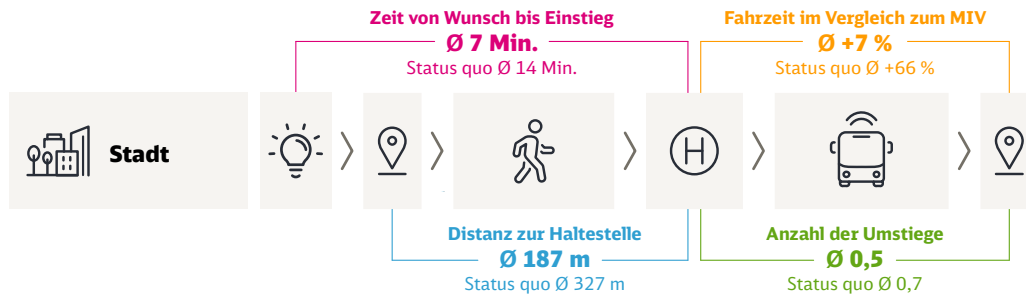 Zeit von Wunsch bis Einstieg
Ø 7 Min.
Status quo Ø 14 Min.
Fahrzeit im Vergleich zum MIV
Ø +7 %
Status quo Ø +66 %
Stadt
H
Distanz zur Haltestelle
Ø 187 m
Status quo Ø 327 m
Anzahl der Umstiege
Ø 0,5
Status quo Ø 0,7